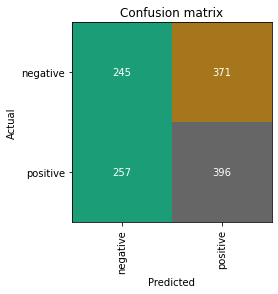 Confusion matrix
Actual
negative
245
371
positive
257
396
negative
positive
Predicted